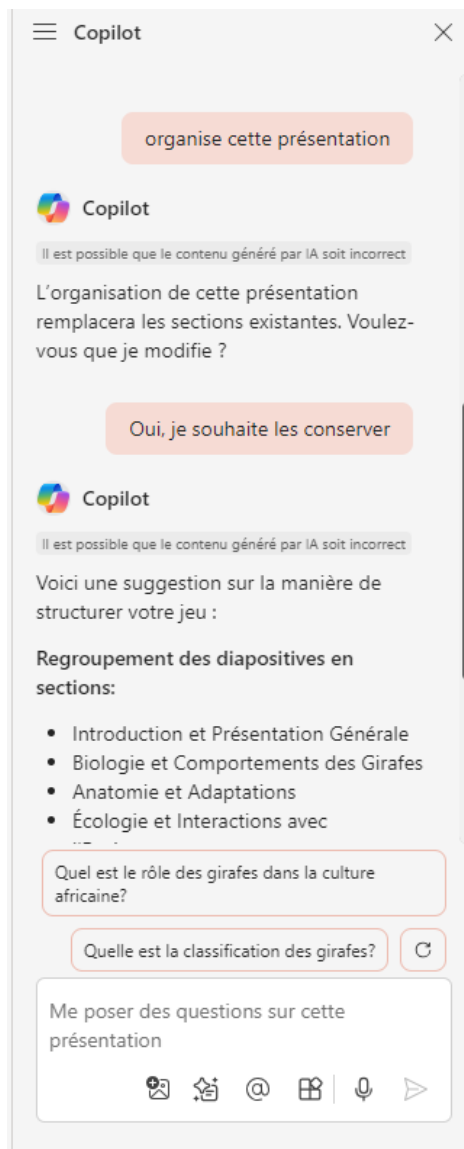 Copilot
organise cette présentation
Copilot
Il est possible que le contenu généré par IA soit incorrect
L'organisation de cette présentation
remplacera les sections existantes. Voulez-
vous que je modifie ?
Oui, je souhaite les conserver
Copilot
Il est possible que le contenu généré par IA soit incorrect
Voici une suggestion sur la manière de
structurer votre jeu :
Regroupement des diapositives en
sections:
• Introduction et Présentation Générale
• Biologie et Comportements des Girafes
• Anatomie et Adaptations
• Écologie et Interactions avec
Quel est le rôle des girafes dans la culture
africaine?
Quelle est la classification des girafes?
Me poser des questions sur cette
présentation